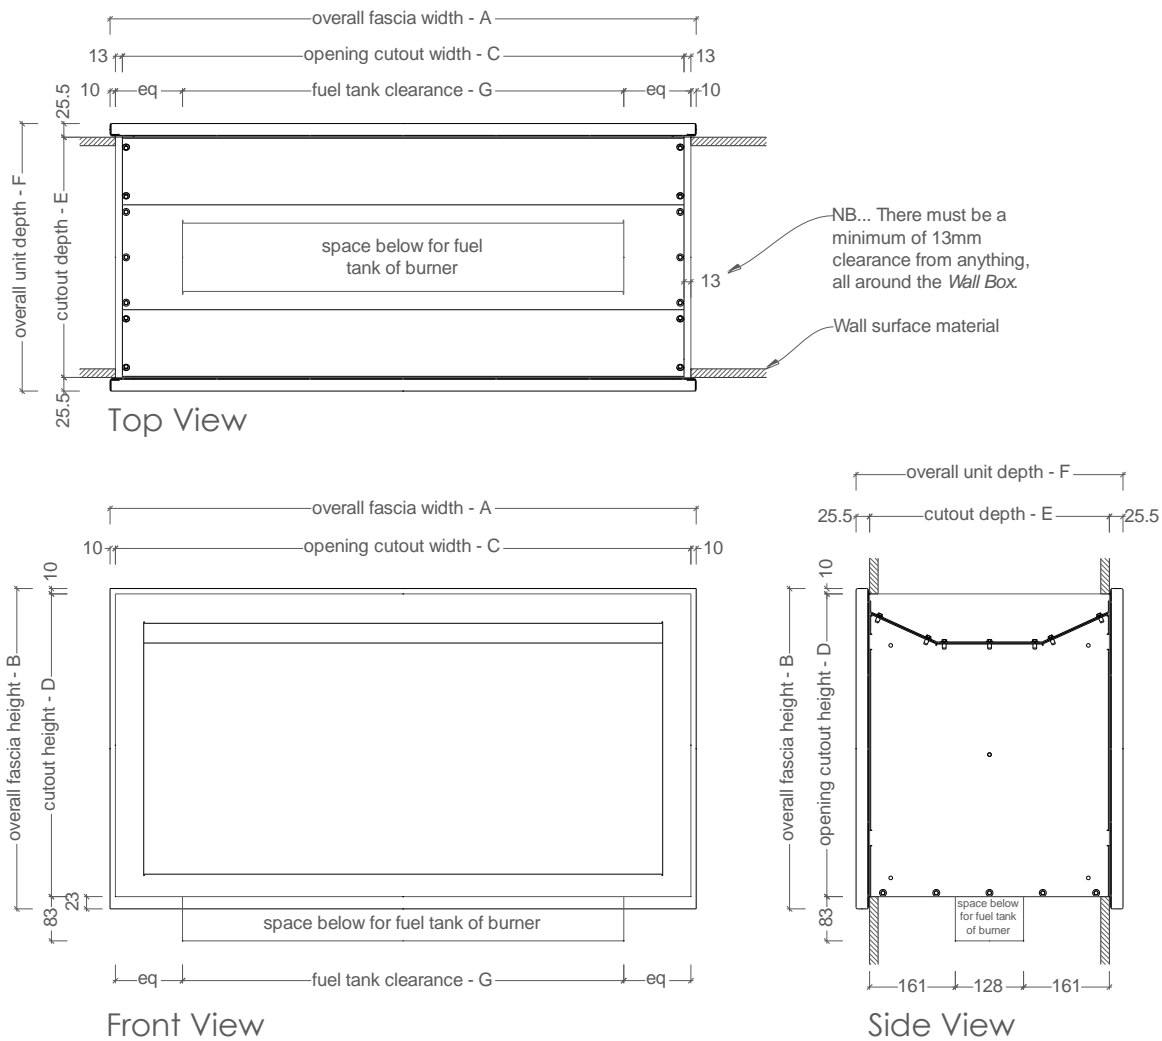 overall fascia width - A
13
opening cutout width - C
13
10
eq
fuel tank clearance - G
eq
10
25.5
overall unit depth - F
cutout depth - E
space below for fuel
tank of burner
13
NB... There must be a
minimum of 13mm
clearance from anything,
all around the Wall Box.
Wall surface material
25.5
Top View
overall fascia width - A
10
opening cutout width - C
10
10
overall fascia height - B
cutout height - D
23
83
space below for fuel tank of burner
eq
fuel tank clearance - G
eq
Front View
overall unit depth - F
25.5
cutout depth - E
25.5
10
overall fascia height - B
opening cutout height - D
83
space below
for fuel tank
of burner
161
128
161
Side View